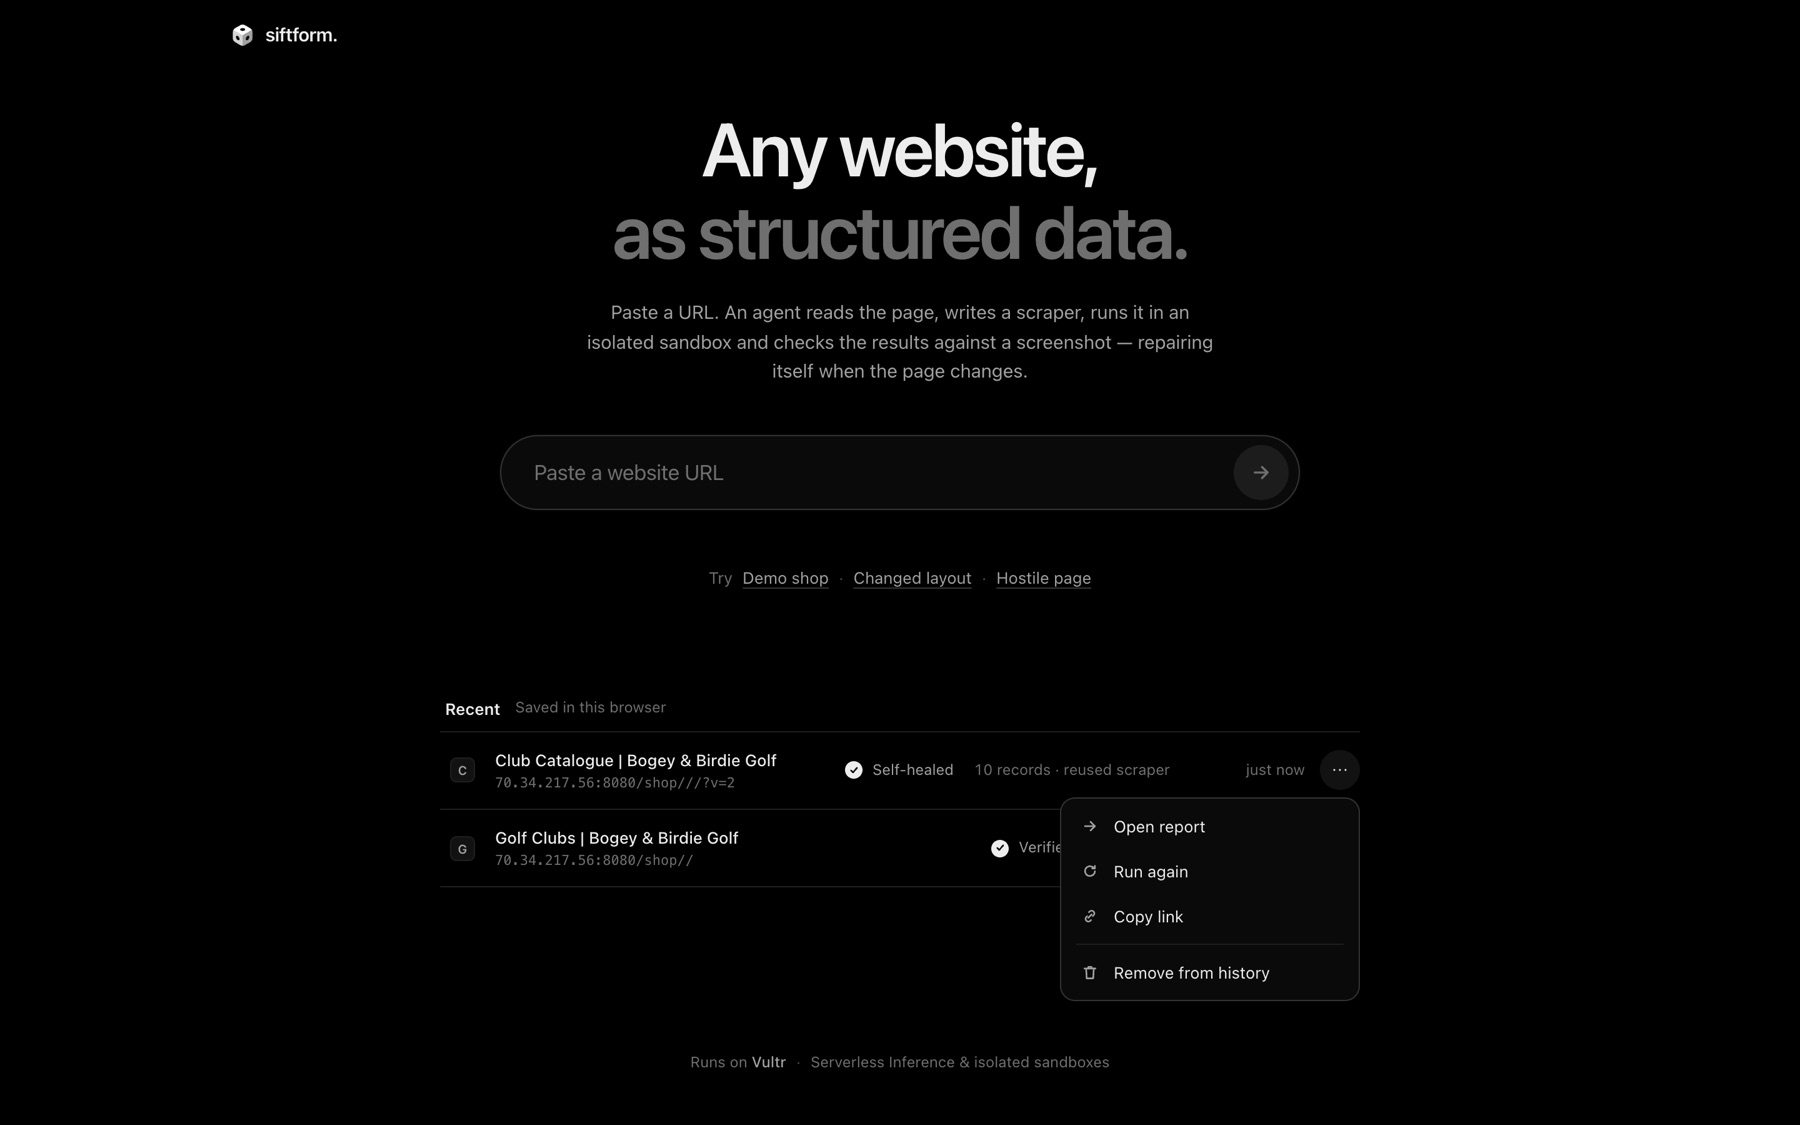 siftform.
Any website,
as structured data.
Paste a URL. An agent reads the page, writes a scraper, runs it in an
isolated sandbox and checks the results against a screenshot — repairing
itself when the page changes.
Paste a website URL
Try Demo shop · Changed layout · Hostile page
Recent Saved in this browser
C
Club Catalogue | Bogey & Birdie Golf
70.34.217.56:8080/shop///?v=2
Self-healed 10 records · reused scraper just now
G
Golf Clubs | Bogey & Birdie Golf
70.34.217.56:8080/shop//
Verifie
Open report
Run again
Copy link
Remove from history
Runs on Vultr · Serverless Inference & isolated sandboxes